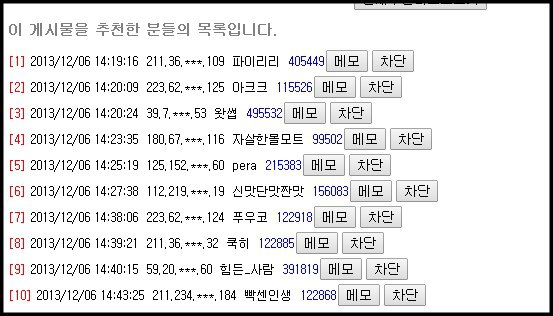 이 게시물을 추천한 분들의 목록입니다.
[1] 2013/12/06 14:19:16 211.36.***.109 파이리리 405449 메모 차단
[2] 2013/12/06 14:20:09 223.62.***.125 야크크 115526 메모 차단
[3] 2013/12/06 14:20:24 39.7.***.53 왓썹 495532 메모 차단
[4] 2013/12/06 14:23:35 180.67.***.116 자살한몰모트 99502 메모 차단
[5] 2013/12/06 14:25:19 125.152.***.60 pera 215383 메모 차단
[6] 2013/12/06 14:27:38 112.219.***.19 신맛단맛짠맛 156083 메모 차단
[7] 2013/12/06 14:38:06 223.62.***.124 푸우코 122918 메모 차단
[8] 2013/12/06 14:39:21 211.36.***.32 쿡히 122885 메모 차단
[9] 2013/12/06 14:40:15 59.20.***.60 힘든_사람 391819 메모 차단
[10] 2013/12/06 14:43:25 211.234.***.184 빡센인생 122868 메모 차단